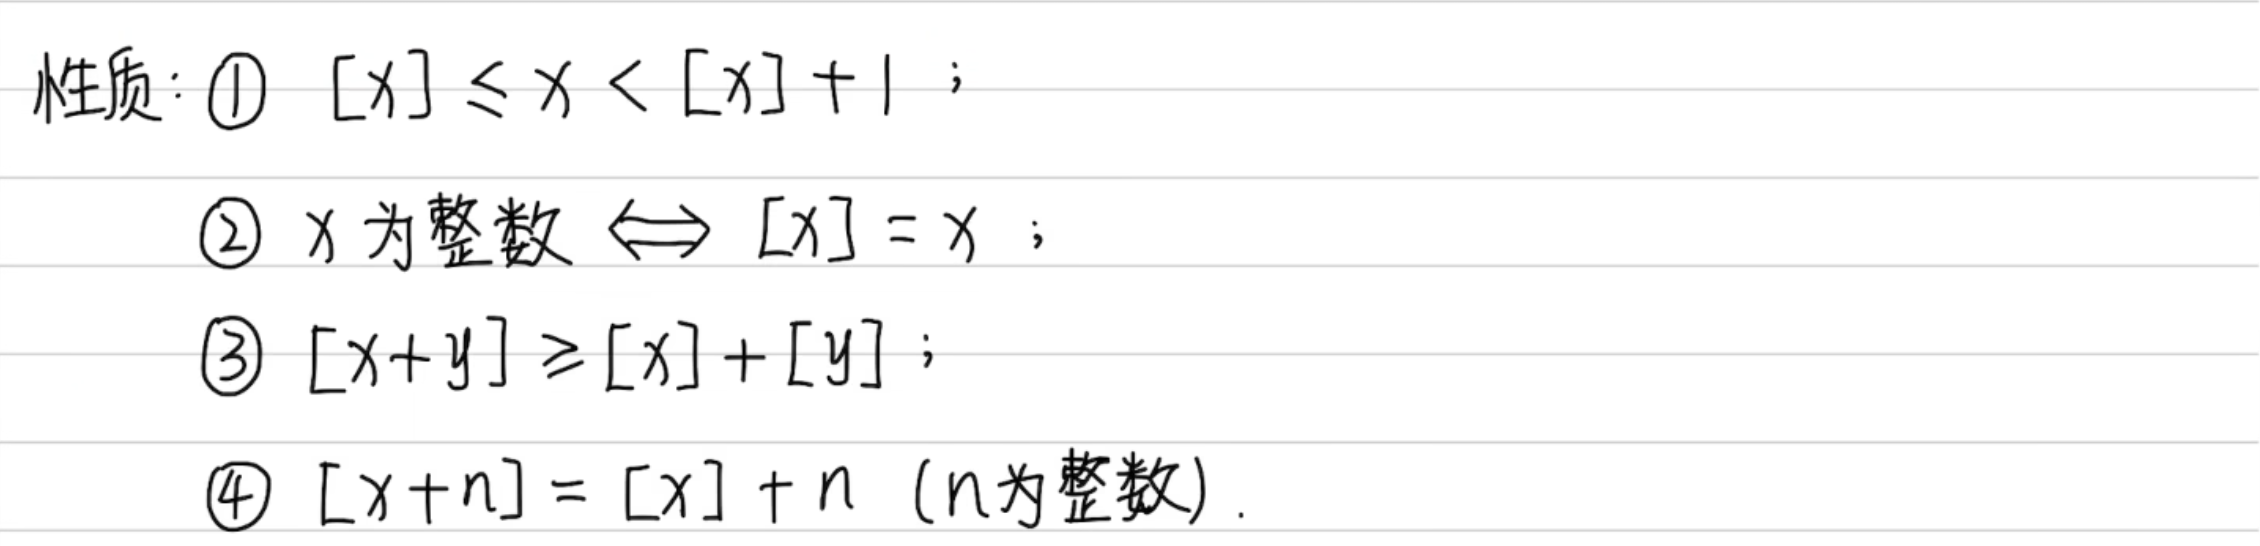 性质: ① [x] ≤ x < [x] + 1 ;
② x 为整数 ⟺ [x] = x ;
③ [x+y] ≥ [x] + [y] ;
④ [x+n] = [x] + n (n为整数).